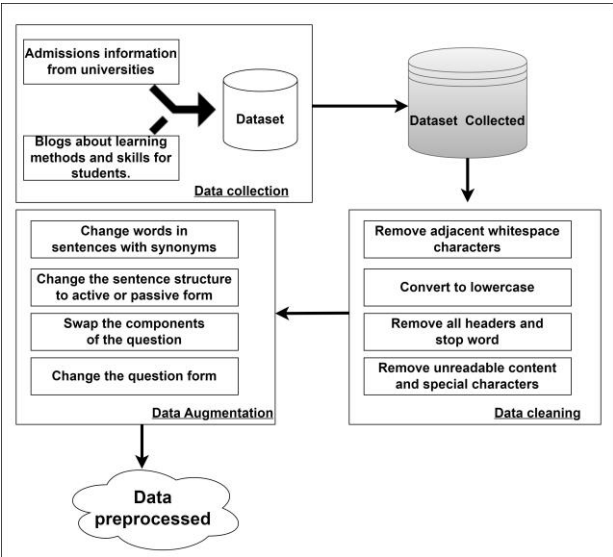 Admissions information
from universities
Blogs about learning
methods and skills for
students.
Dataset
Data collection
Dataset Collected
Remove adjacent whitespace
characters
Convert to lowercase
Remove all headers and
stop word
Remove unreadable content
and special characters
Data cleaning
Change words in
sentences with synonyms
Change the sentence structure
to active or passive form
Swap the components
of the question
Change the question form
Data Augmentation
Data
preprocessed